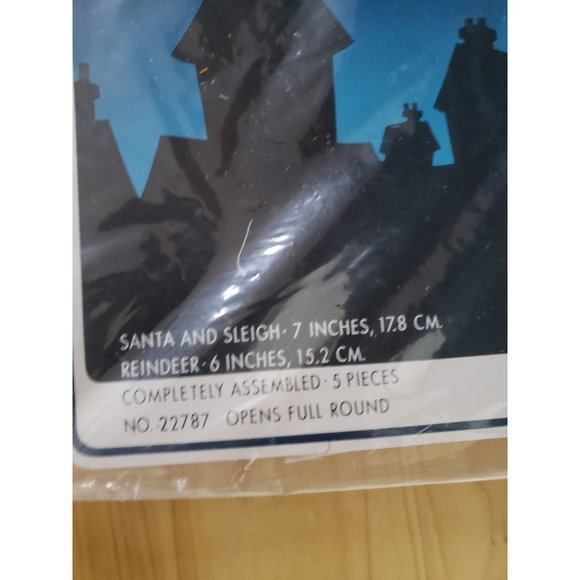 SANTA AND SLEIGH · 7 INCHES, 17.8 CM.
REINDEER · 6 INCHES, 15.2 CM.
COMPLETELY ASSEMBLED · 5 PIECES
NO. 22787 OPENS FULL ROUND